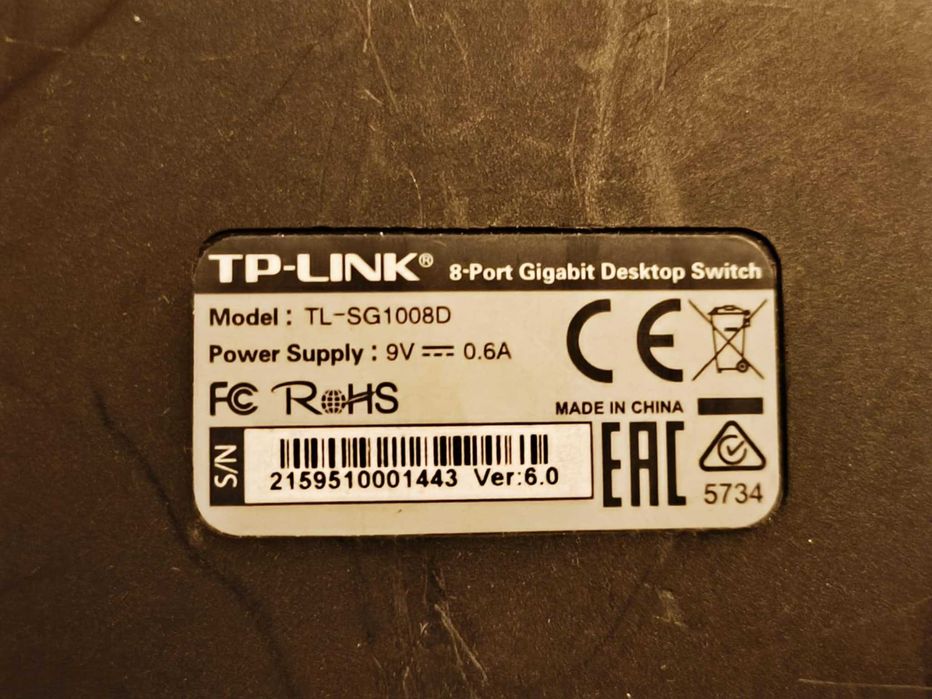 TP-LINK® 8-Port Gigabit Desktop Switch
Model : TL-SG1008D
Power Supply : 9V ⎓ 0.6A
FC RoHS
CE
MADE IN CHINA
S/N
2159510001443 Ver:6.0
EAC
5734